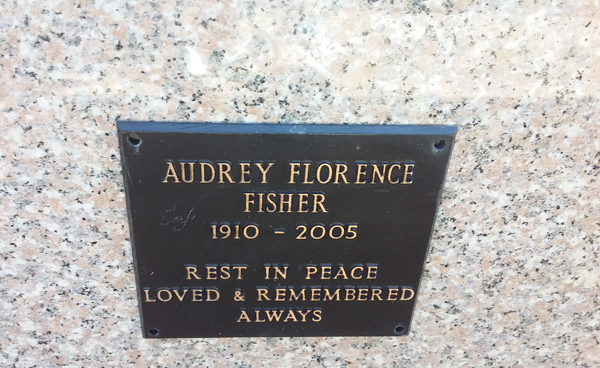 AUDREY FLORENCE
FISHER
1910 - 2005
REST IN PEACE
LOVED & REMEMBERED
ALWAYS